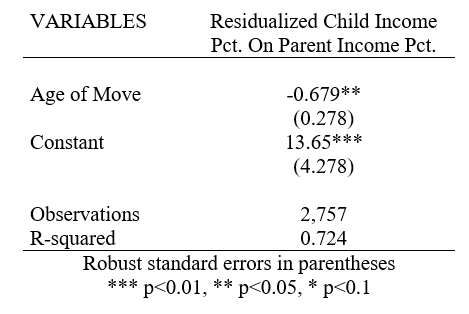 VARIABLES Residualized Child Income
Pct. On Parent Income Pct.
Age of Move -0.679**
(0.278)
Constant 13.65***
(4.278)
Observations 2,757
R-squared 0.724
Robust standard errors in parentheses
*** p<0.01, ** p<0.05, * p<0.1